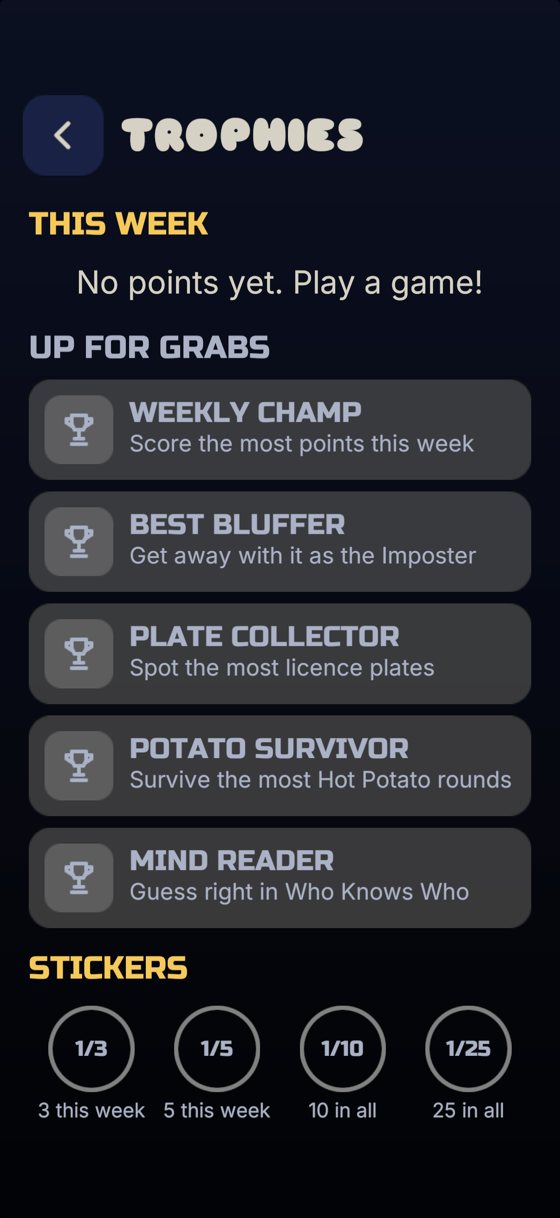 TROPHIES
THIS WEEK
No points yet. Play a game!
UP FOR GRABS
WEEKLY CHAMP
Score the most points this week
BEST BLUFFER
Get away with it as the Imposter
PLATE COLLECTOR
Spot the most licence plates
POTATO SURVIVOR
Survive the most Hot Potato rounds
MIND READER
Guess right in Who Knows Who
STICKERS
1/3 1/5 1/10 1/25
3 this week 5 this week 10 in all 25 in all